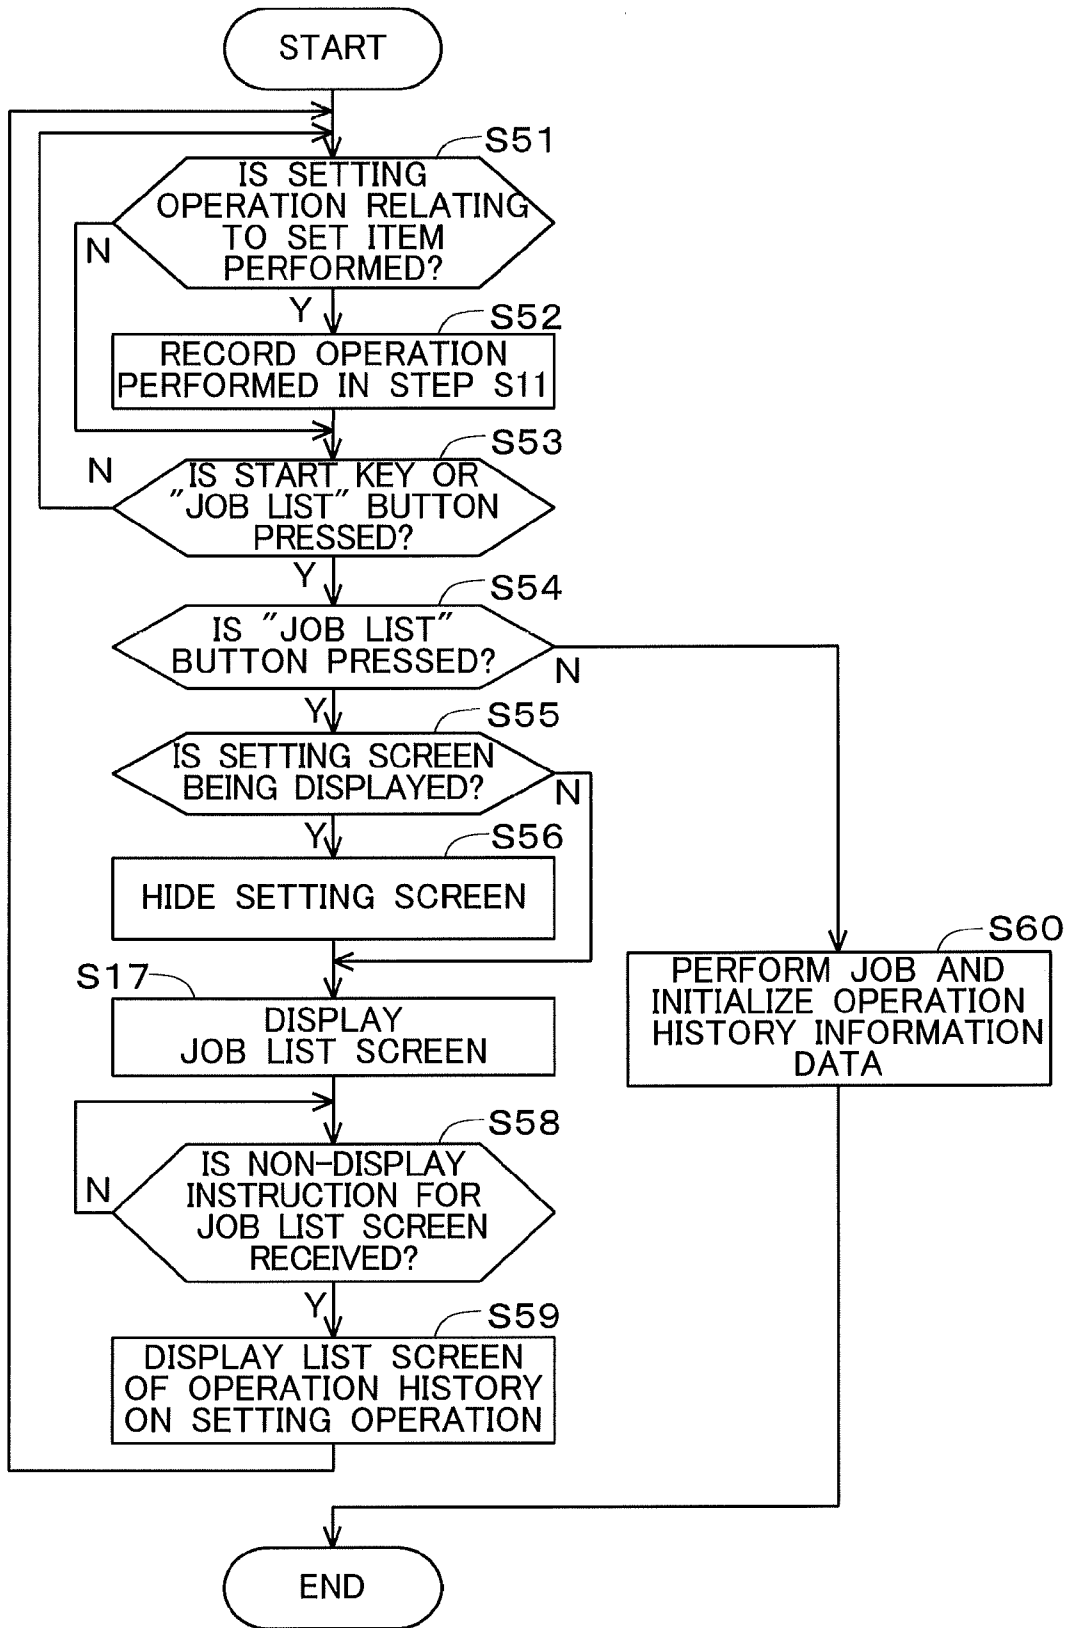 START
S51
IS SETTING
OPERATION RELATING
TO SET ITEM
PERFORMED?
N
Y
S52
RECORD OPERATION
PERFORMED IN STEP S11
S53
N
IS START KEY OR
"JOB LIST" BUTTON
PRESSED?
Y
S54
IS "JOB LIST"
BUTTON PRESSED?
N
Y
S55
IS SETTING SCREEN
BEING DISPLAYED?
N
Y
S56
HIDE SETTING SCREEN
S60
PERFORM JOB AND
INITIALIZE OPERATION
HISTORY INFORMATION
DATA
S17
DISPLAY
JOB LIST SCREEN
S58
IS NON-DISPLAY
INSTRUCTION FOR
JOB LIST SCREEN
RECEIVED?
N
Y
S59
DISPLAY LIST SCREEN
OF OPERATION HISTORY
ON SETTING OPERATION
END